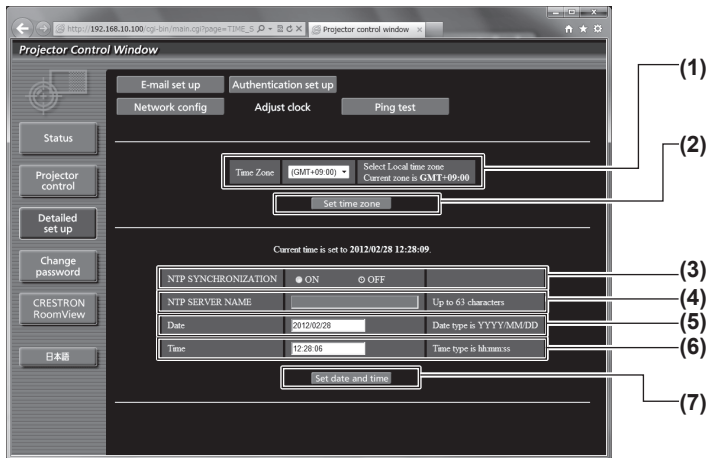 http://192.168.10.100/cgi-bin/main.cgi?page=TIME_S
Projector control window
Projector Control Window
E-mail set up
Authentication set up
Network config
Adjust clock
Ping test
Status
Projector control
Detailed set up
Change password
CRESTRON RoomView
日本語
Time Zone
(GMT+09:00)
Select Local time zone
Current zone is GMT+09:00
Set time zone
Current time is set to 2012/02/28 12:28:09.
NTP SYNCHRONIZATION
ON
OFF
NTP SERVER NAME
Up to 63 characters
Date
2012/02/28
Date type is YYYY/MM/DD
Time
12:28:06
Time type is hh:mm:ss
Set date and time
(1)
(2)
(3)
(4)
(5)
(6)
(7)